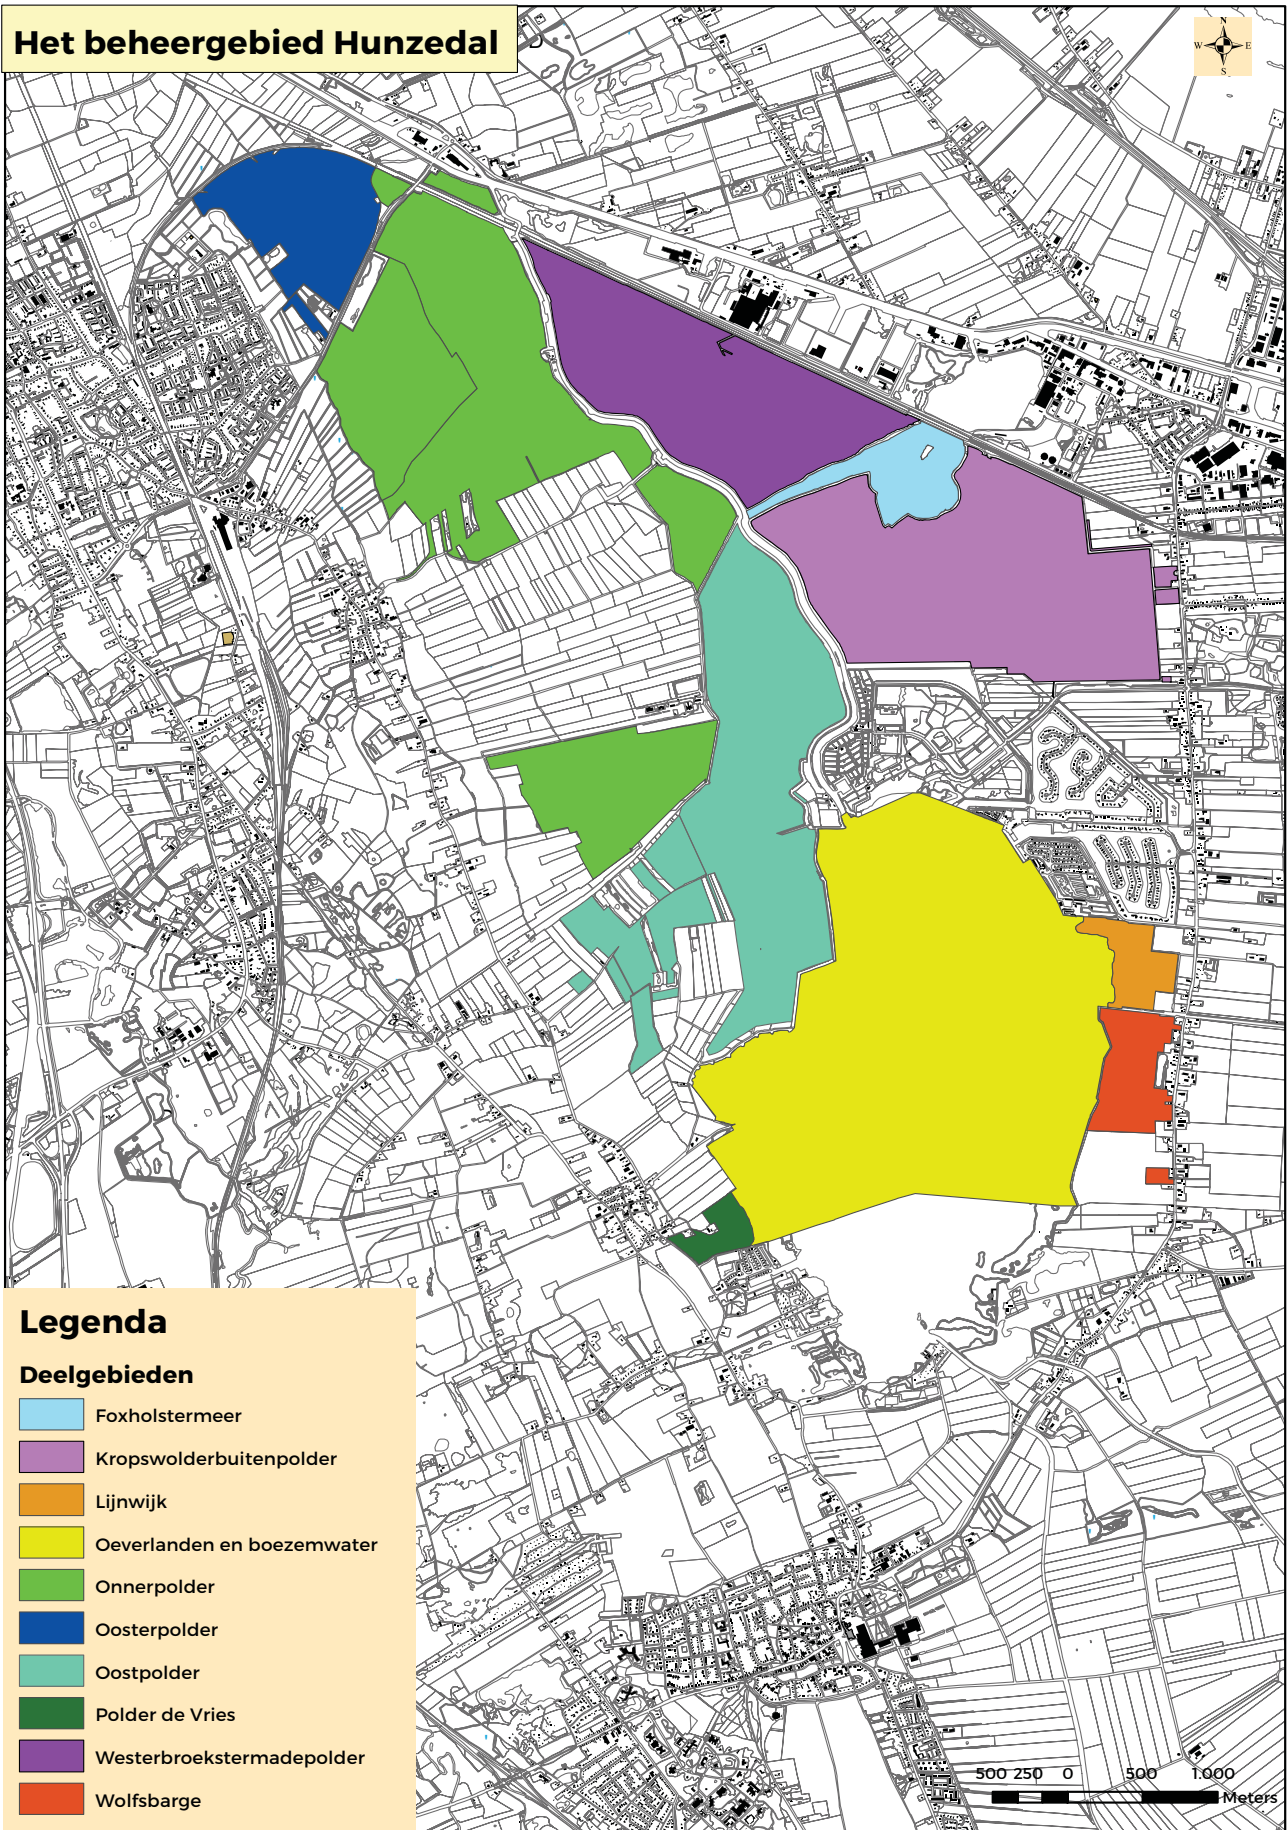 Het beheergebied Hunzedal
N
W E
S
Legenda
Deelgebieden
Foxholstermeer
Kropswolderbuitenpolder
Lijnwijk
Oeverlanden en boezemwater
Onnerpolder
Oosterpolder
Oostpolder
Polder de Vries
Westerbroekstermadepolder
Wolfsbarge
500 250 0 500 1.000
Meters